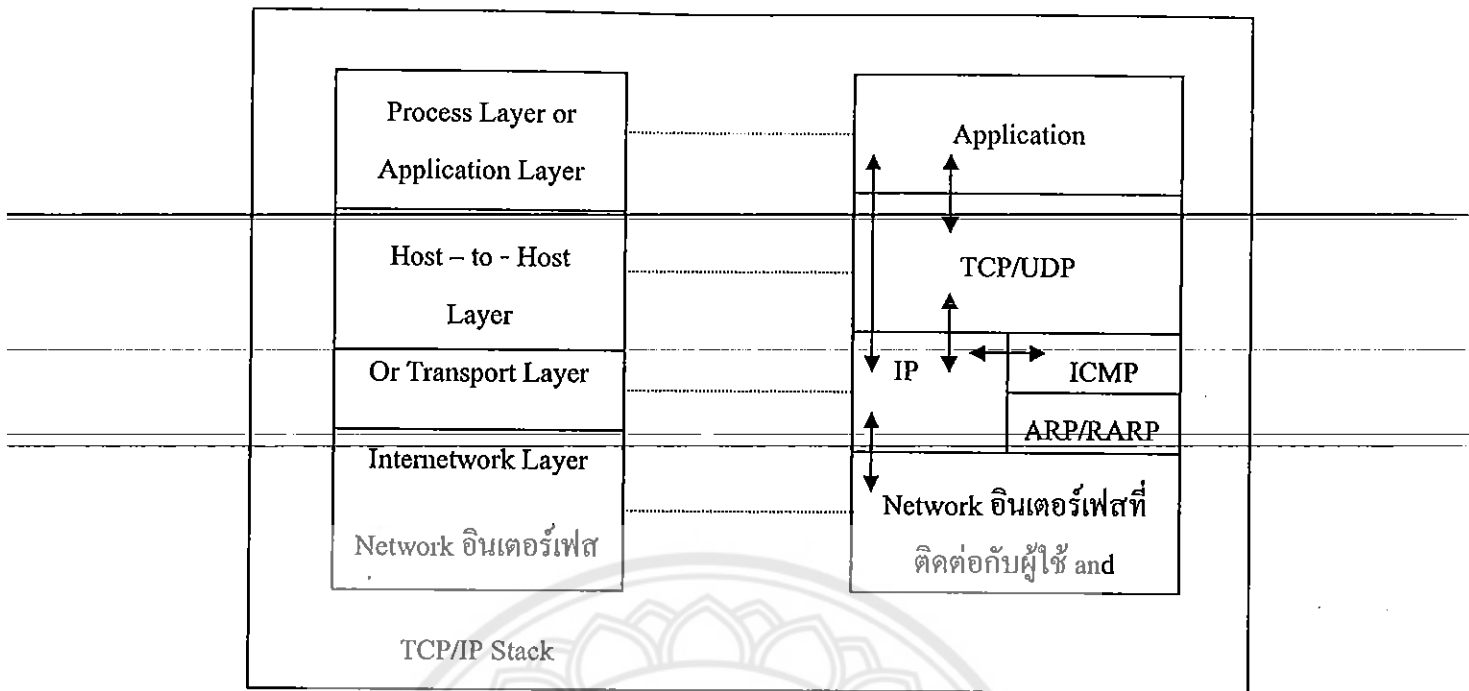 Process Layer or
Application Layer
Host – to - Host
Layer
Or Transport Layer
Internetwork Layer
Network อินเตอร์เฟส
TCP/IP Stack
Application
TCP/UDP
IP
ICMP
ARP/RARP
Network อินเตอร์เฟสที่
ติดต่อกับผู้ใช้ and